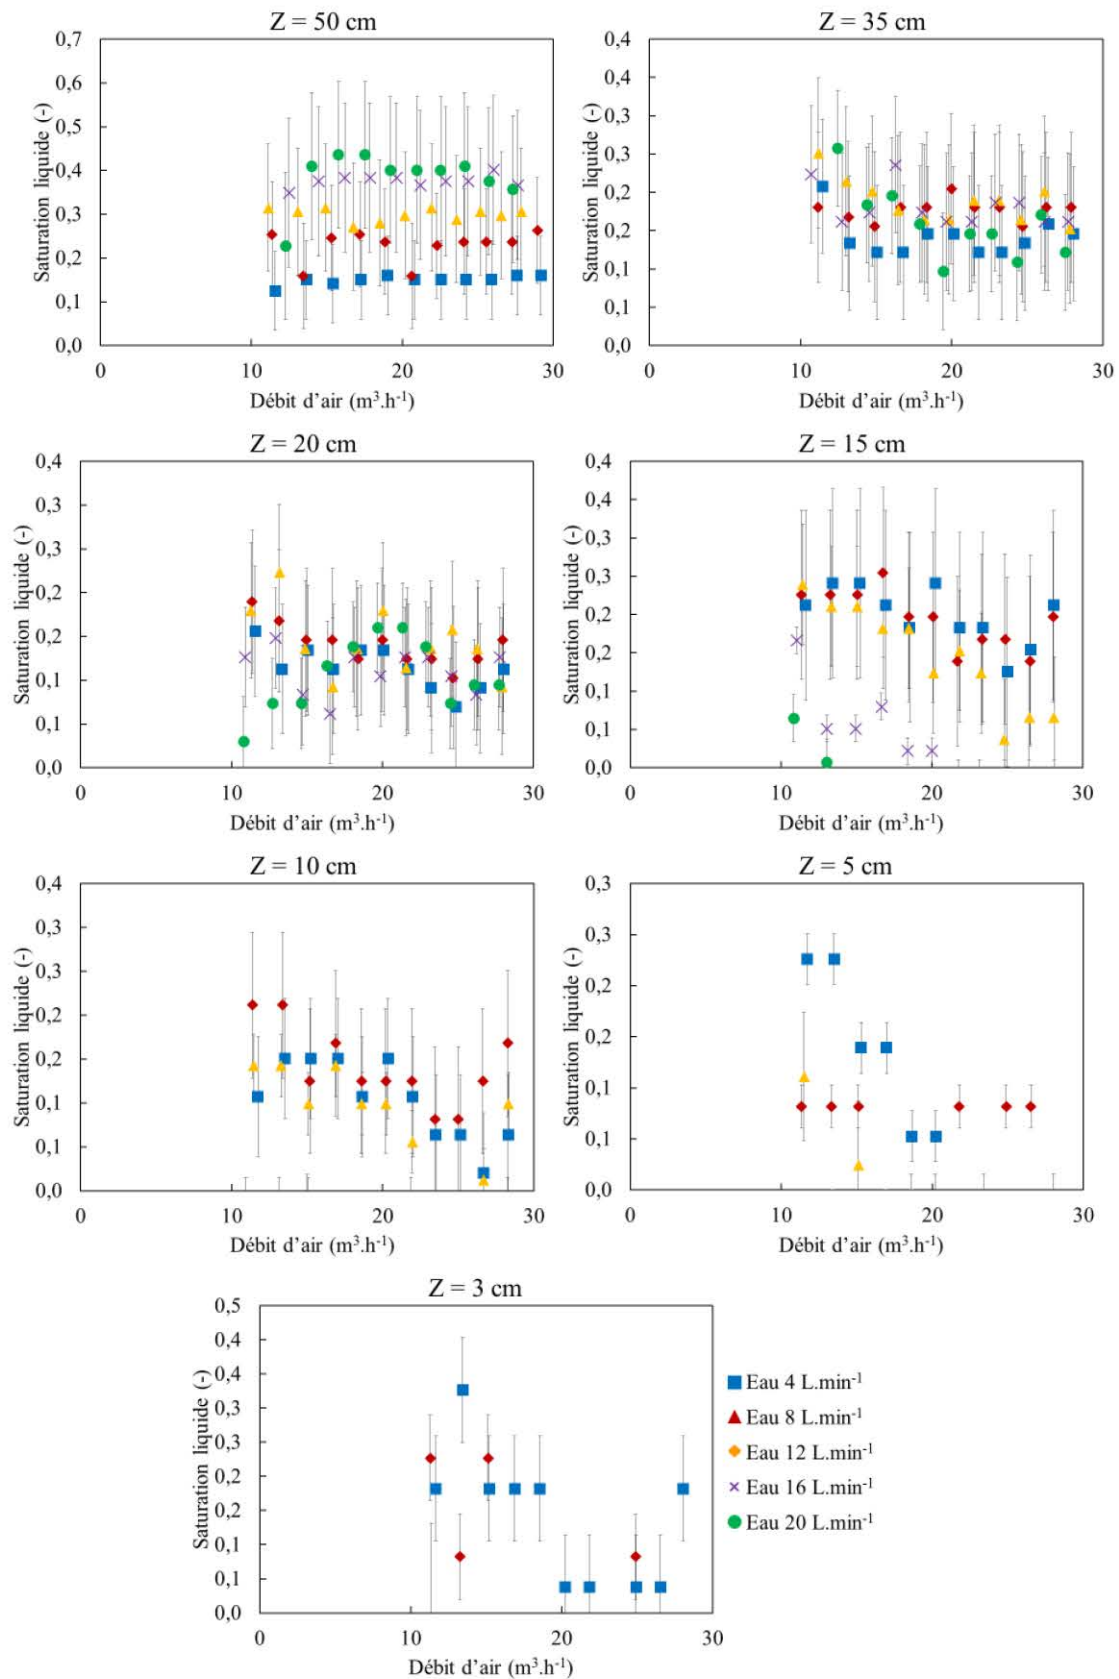 Z = 50 cm
Saturation liquide (-)
0,7
0,6
0,5
0,4
0,3
0,2
0,1
0,0
0 10 20 30
Débit d'air (m³.h⁻¹)
Z = 35 cm
Saturation liquide (-)
0,4
0,4
0,3
0,3
0,2
0,2
0,1
0,1
0,0
0 10 20 30
Débit d'air (m³.h⁻¹)
Z = 20 cm
Saturation liquide (-)
0,4
0,3
0,3
0,2
0,2
0,1
0,1
0,0
0 10 20 30
Débit d'air (m³.h⁻¹)
Z = 15 cm
Saturation liquide (-)
0,4
0,4
0,3
0,3
0,2
0,2
0,1
0,1
0,0
0 10 20 30
Débit d'air (m³.h⁻¹)
Z = 10 cm
Saturation liquide (-)
0,4
0,3
0,3
0,2
0,2
0,1
0,1
0,0
0 10 20 30
Débit d'air (m³.h⁻¹)
Z = 5 cm
Saturation liquide (-)
0,3
0,3
0,2
0,2
0,1
0,1
0,0
0 10 20 30
Débit d'air (m³.h⁻¹)
Z = 3 cm
Saturation liquide (-)
0,5
0,4
0,4
0,3
0,3
0,2
0,2
0,1
0,1
0,0
0 10 20 30
Débit d'air (m³.h⁻¹)
Eau 4 L.min⁻¹
Eau 8 L.min⁻¹
Eau 12 L.min⁻¹
Eau 16 L.min⁻¹
Eau 20 L.min⁻¹